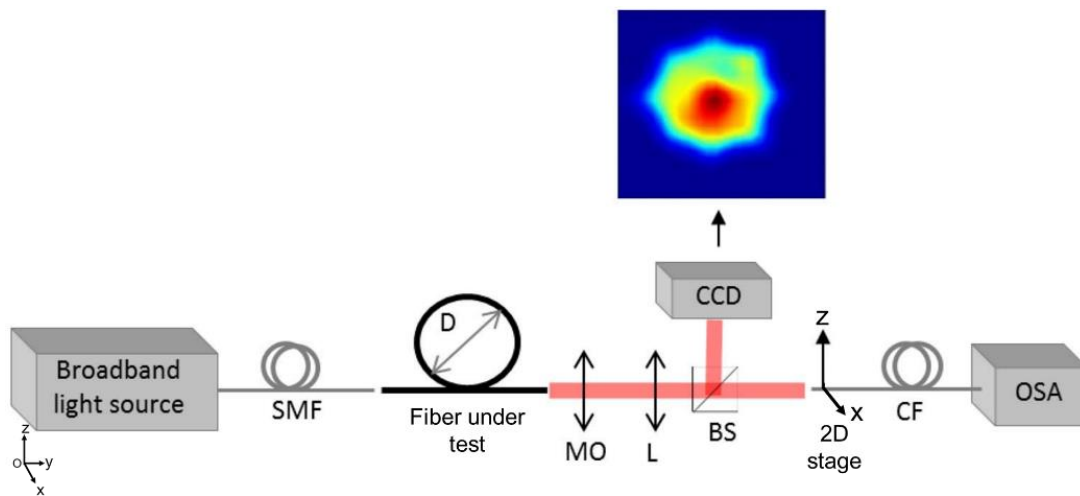 CCD
Z
D
Broadband
light source
SMF
Fiber under
test
MO
L
BS
X
2D
stage
CF
OSA
z
o
y
x